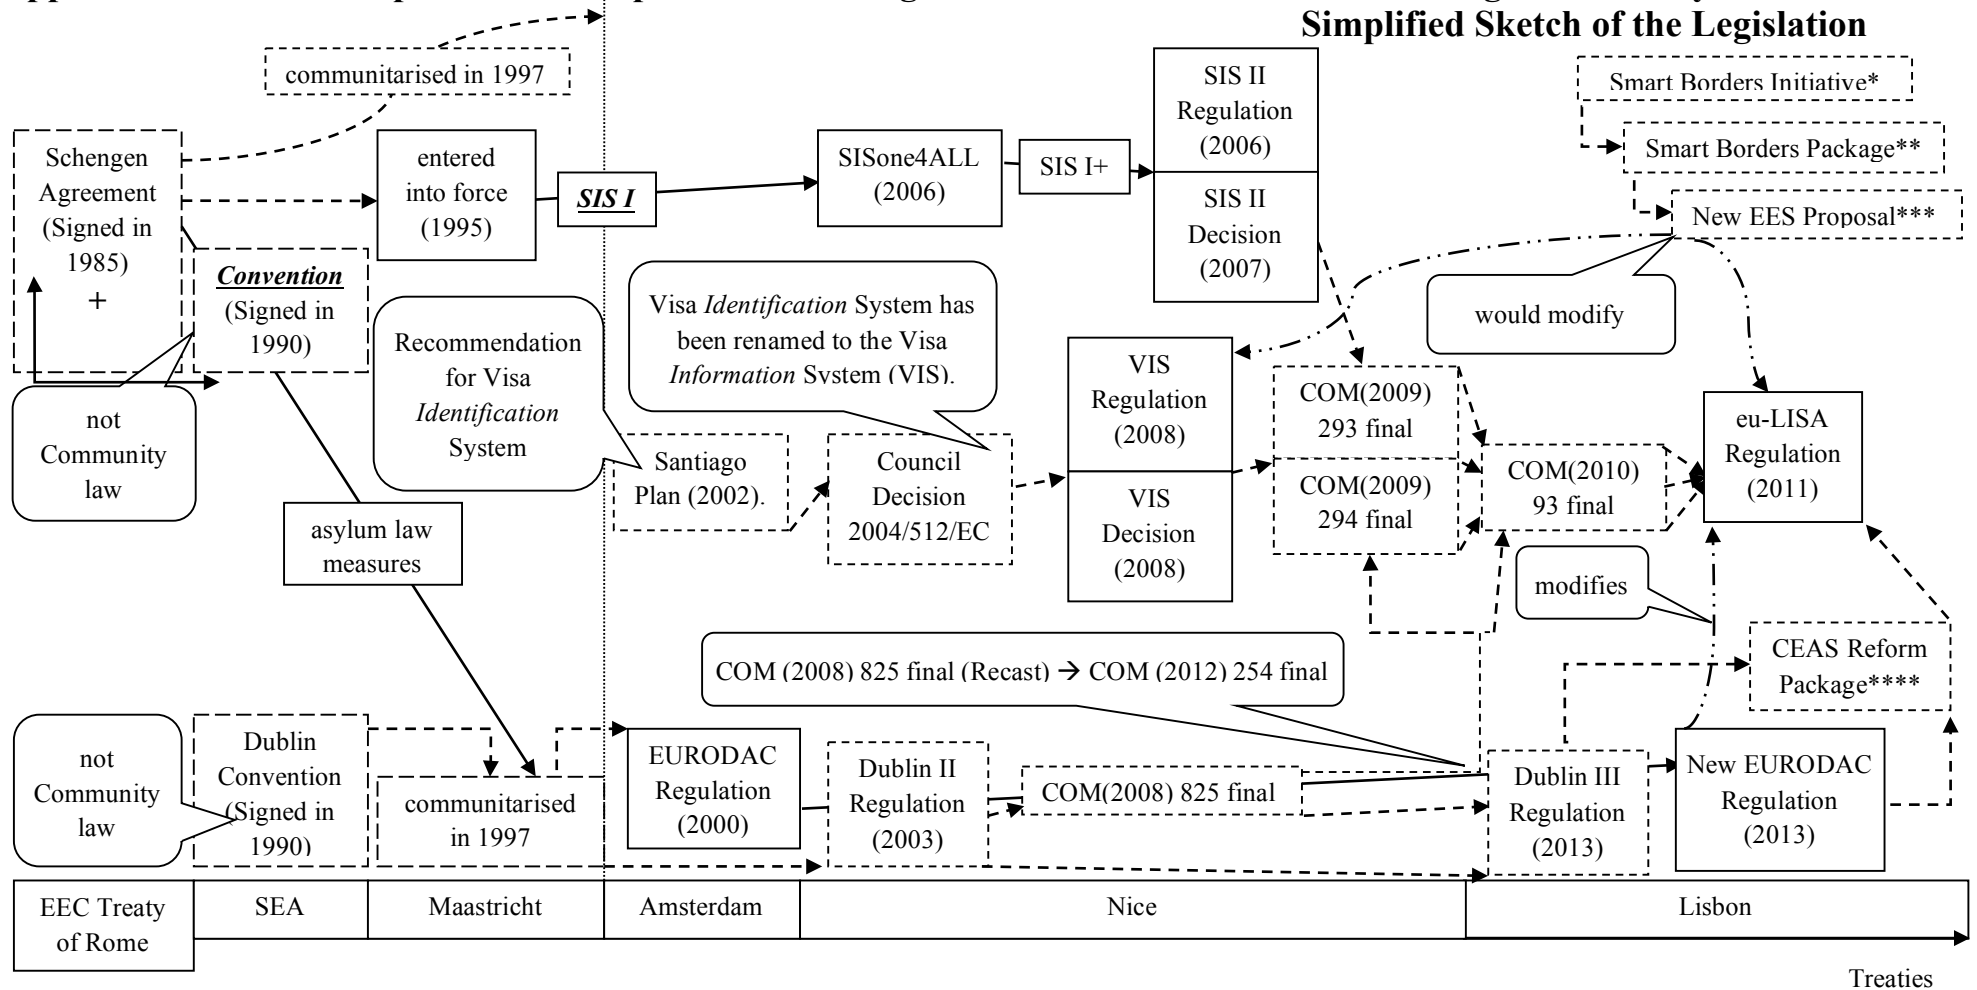 Simplified Sketch of the Legislation
communitarised in 1997
Schengen
Agreement
(Signed in
1985)
+
Convention
(Signed in
1990)
not
Community
law
entered
into force
(1995)
SIS I
SISone4ALL
(2006)
SIS I+
SIS II
Regulation
(2006)
SIS II
Decision
(2007)
Smart Borders Initiative*
Smart Borders Package**
New EES Proposal***
would modify
Recommendation
for Visa
Identification
System
Visa Identification System has
been renamed to the Visa
Information System (VIS).
Santiago
Plan (2002).
Council
Decision
2004/512/EC
VIS
Regulation
(2008)
VIS
Decision
(2008)
COM(2009)
293 final
COM(2009)
294 final
COM(2010)
93 final
eu-LISA
Regulation
(2011)
asylum law
measures
modifies
CEAS Reform
Package****
COM (2008) 825 final (Recast) → COM (2012) 254 final
not
Community
law
Dublin
Convention
(Signed in
1990)
communitarised
in 1997
EURODAC
Regulation
(2000)
Dublin II
Regulation
(2003)
COM(2008) 825 final
Dublin III
Regulation
(2013)
New EURODAC
Regulation
(2013)
EEC Treaty
of Rome
SEA
Maastricht
Amsterdam
Nice
Lisbon
Treaties